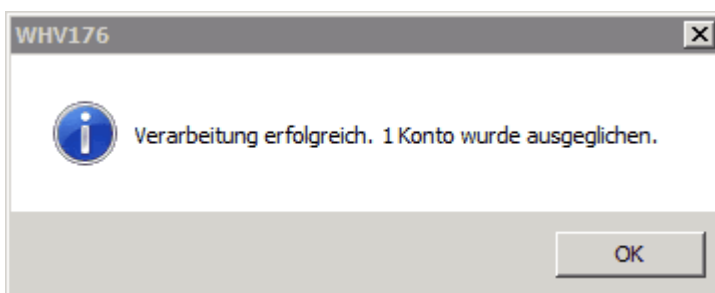 WHV176
Verarbeitung erfolgreich. 1 Konto wurde ausgeglichen.
OK